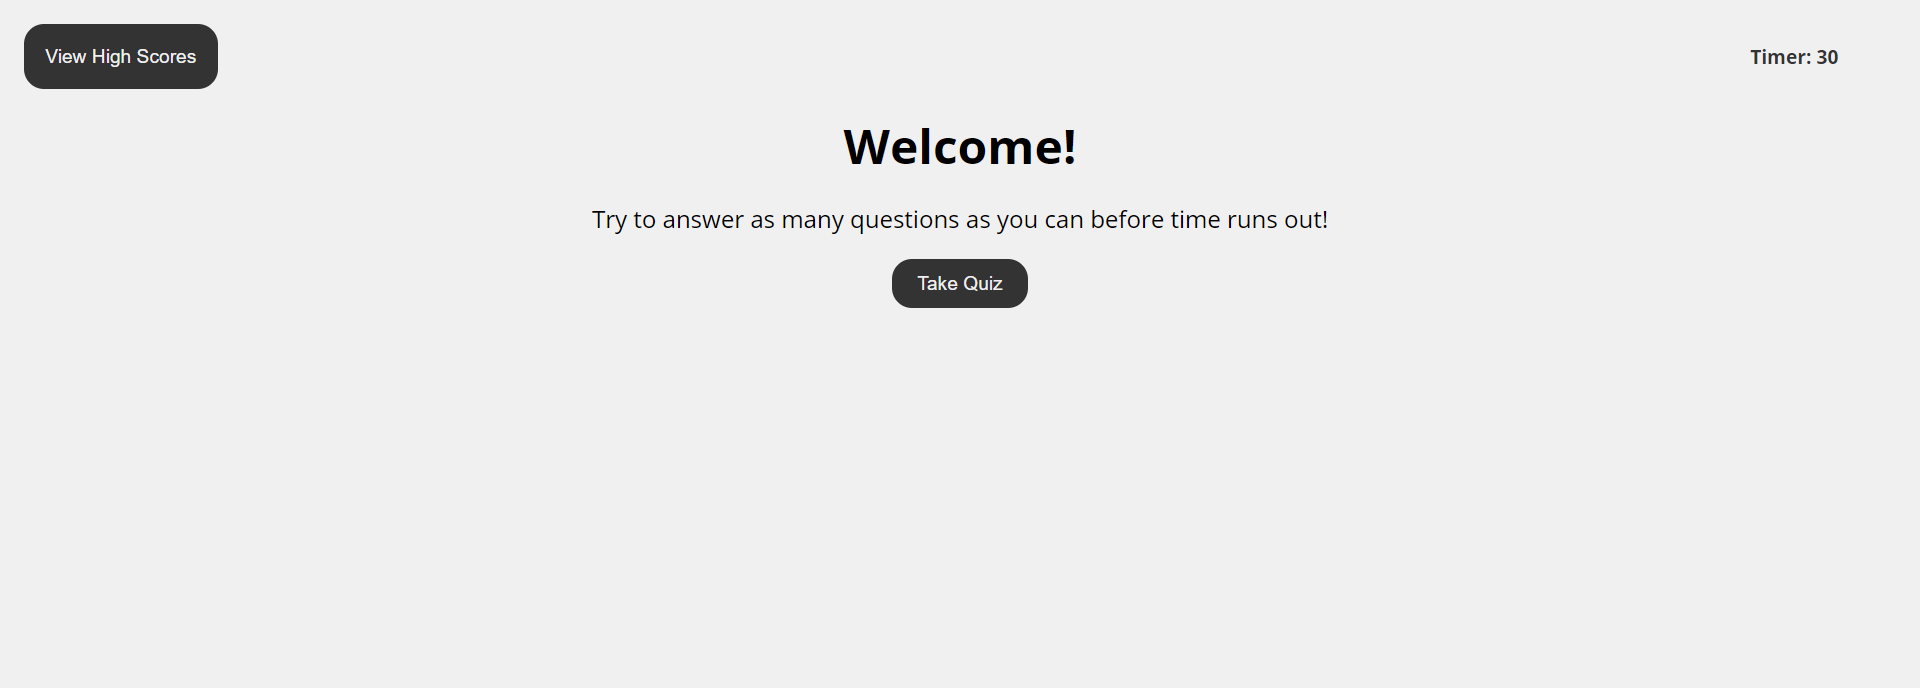 View High Scores
Timer: 30
Welcome!
Try to answer as many questions as you can before time runs out!
Take Quiz